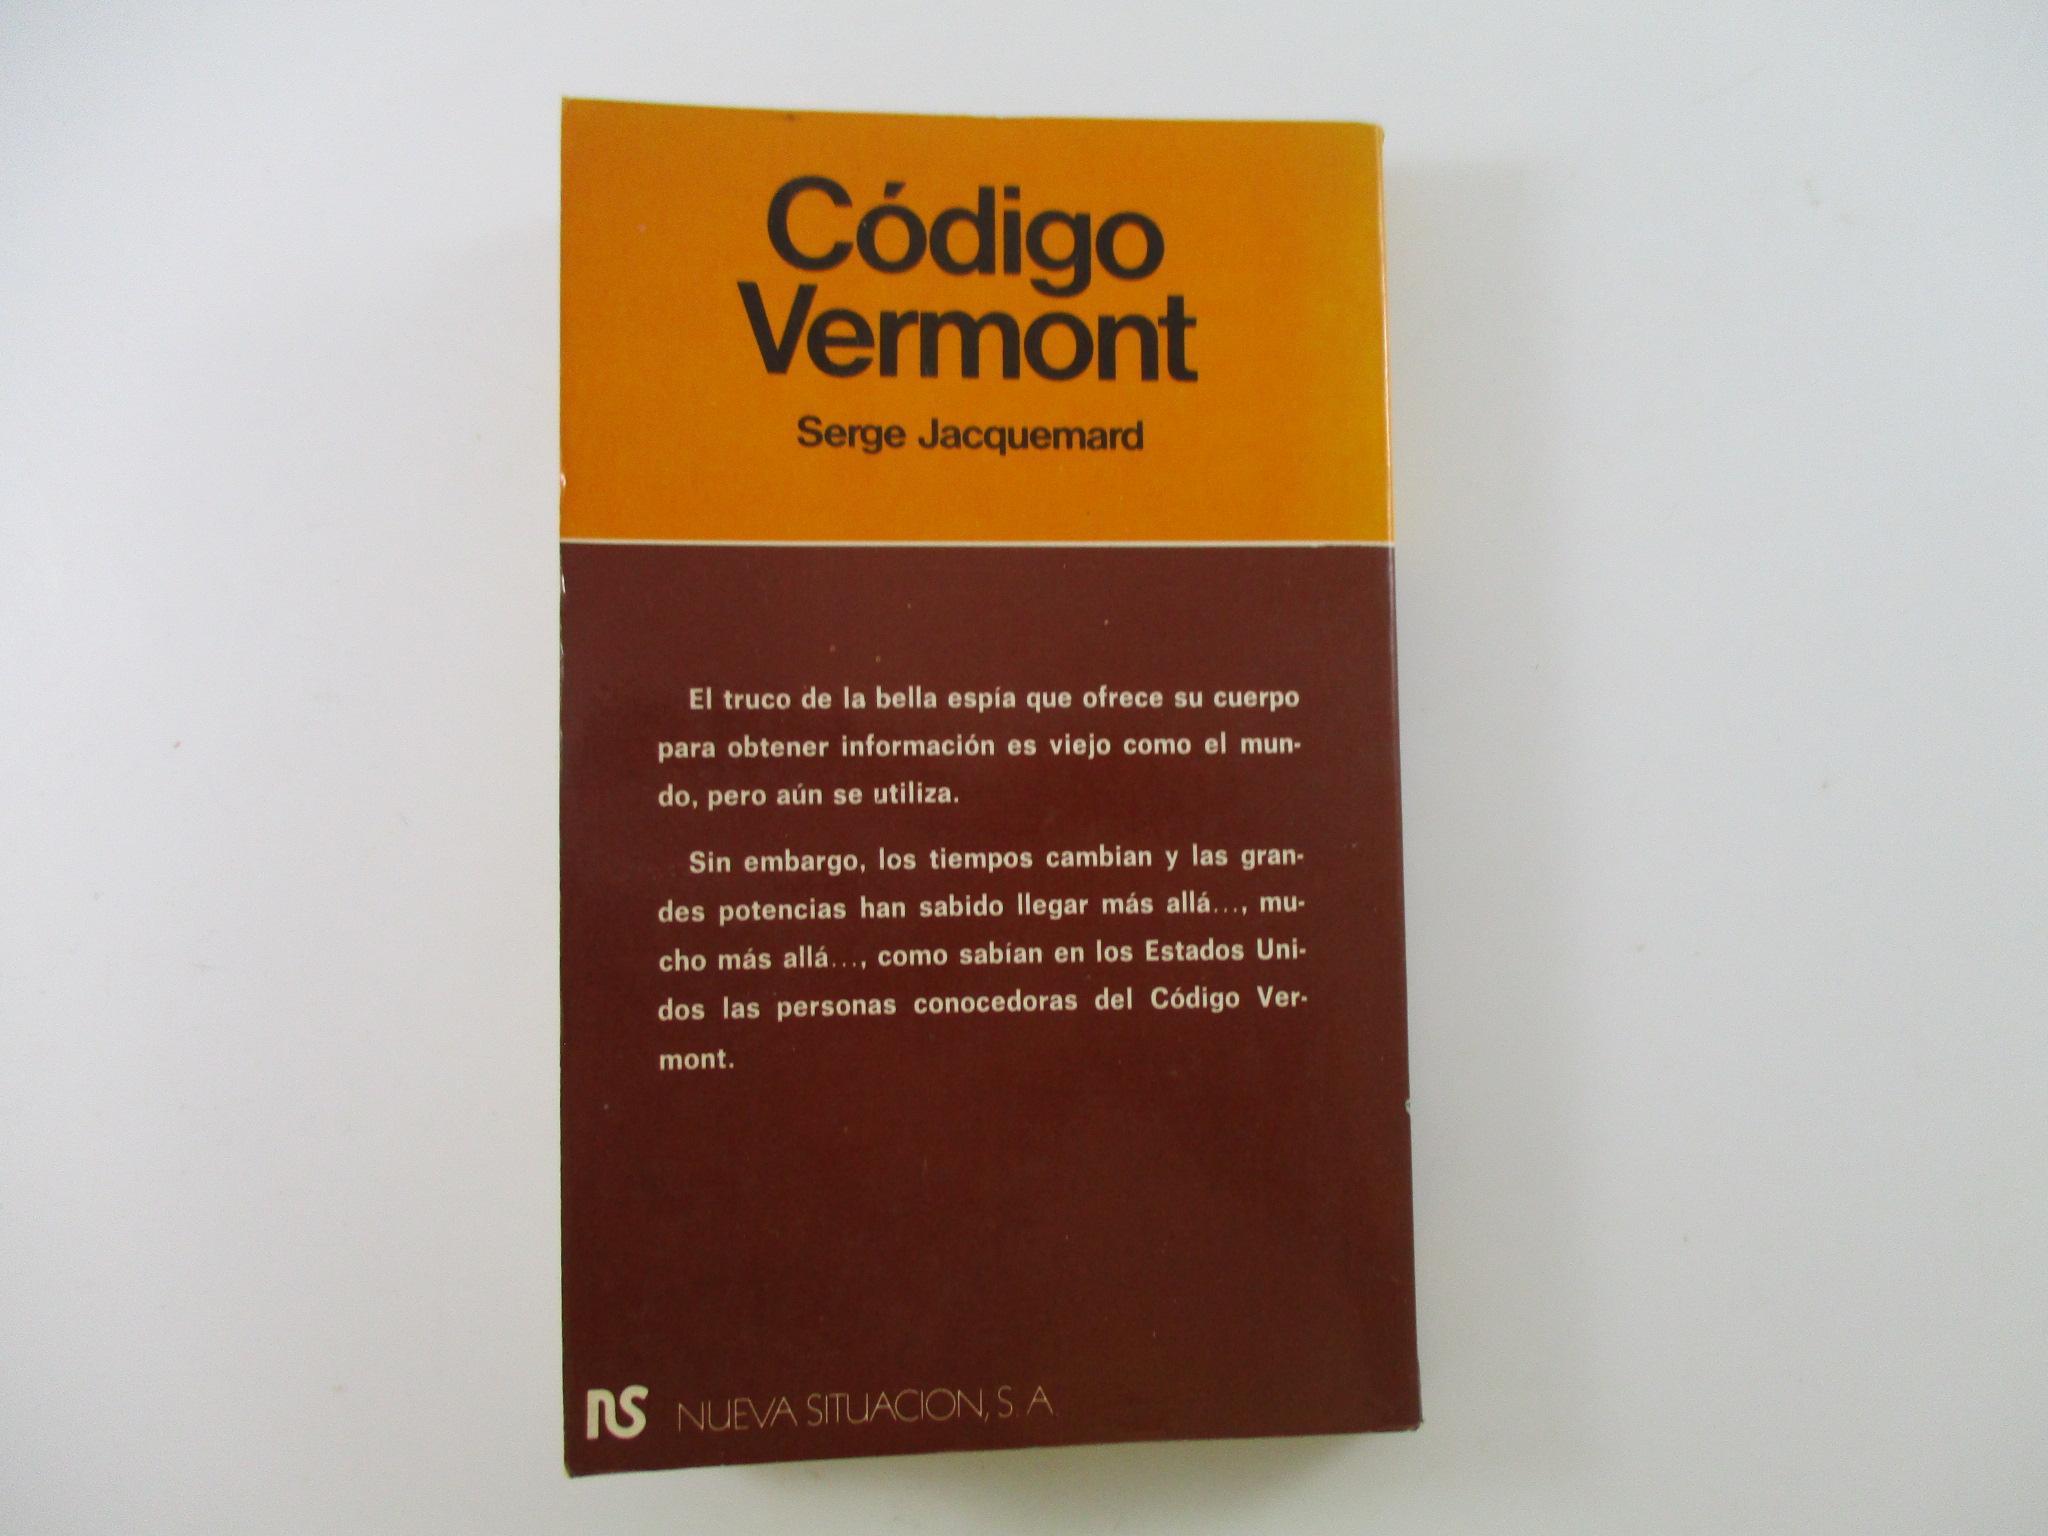 Código
Vermont
Serge Jacquemard
El truco de la bella espía que ofrece su cuerpo
para obtener información es viejo como el mun-
do, pero aún se utiliza.
Sin embargo, los tiempos cambian y las gran-
des potencias han sabido llegar más allá..., mu-
cho más allá..., como sabían en los Estados Uni-
dos las personas conocedoras del Código Ver-
mont.
ns NUEVA SITUACION, S. A.